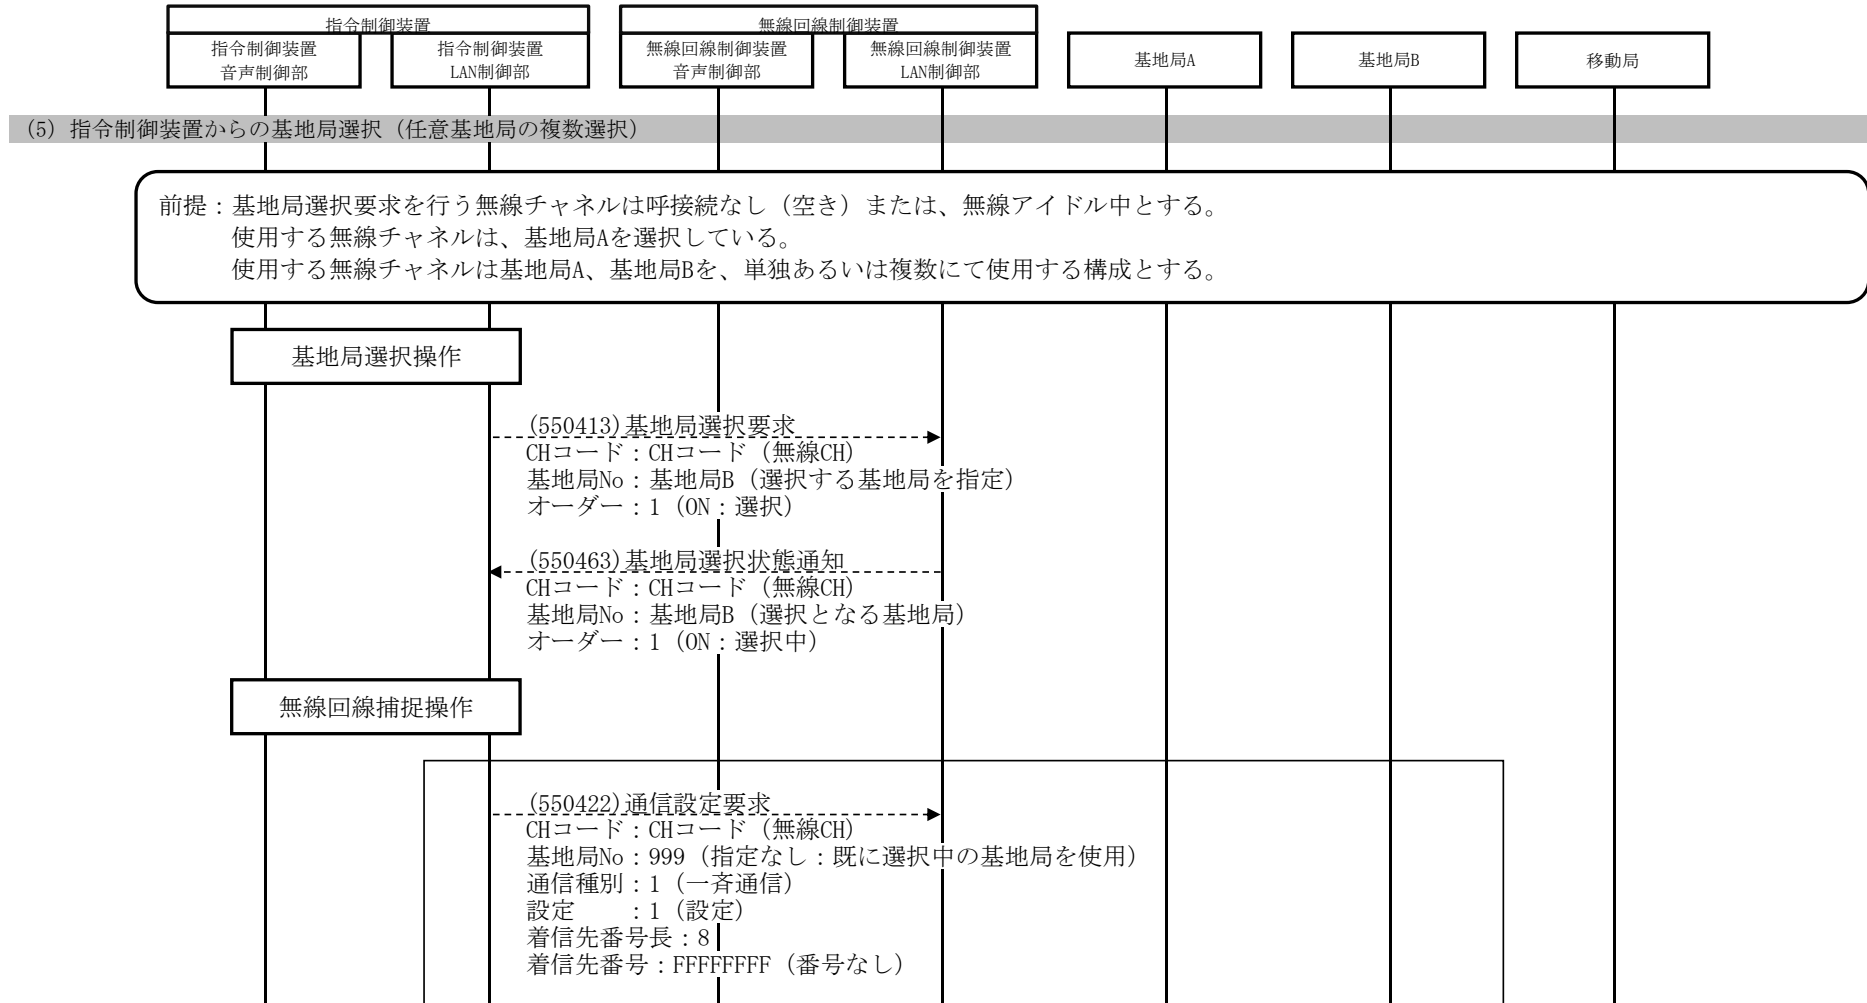 指令制御装置
無線回線制御装置
指令制御装置
音声制御部
指令制御装置
LAN制御部
無線回線制御装置
音声制御部
無線回線制御装置
LAN制御部
基地局A
基地局B
移動局
(5) 指令制御装置からの基地局選択（任意基地局の複数選択）
前提：基地局選択要求を行う無線チャネルは呼接続なし（空き）または、無線アイドル中とする。
使用する無線チャネルは、基地局Aを選択している。
使用する無線チャネルは基地局A、基地局Bを、単独あるいは複数にて使用する構成とする。
基地局選択操作
(550413)基地局選択要求
CHコード：CHコード（無線CH）
基地局No：基地局B（選択する基地局を指定）
オーダー：1（ON：選択）
(550463)基地局選択状態通知
CHコード：CHコード（無線CH）
基地局No：基地局B（選択となる基地局）
オーダー：1（ON：選択中）
無線回線捕捉操作
(550422)通信設定要求
CHコード：CHコード（無線CH）
基地局No：999（指定なし：既に選択中の基地局を使用）
通信種別：1（一斉通信）
設定　　：1（設定）
着信先番号長：8
着信先番号：FFFFFFFF（番号なし）